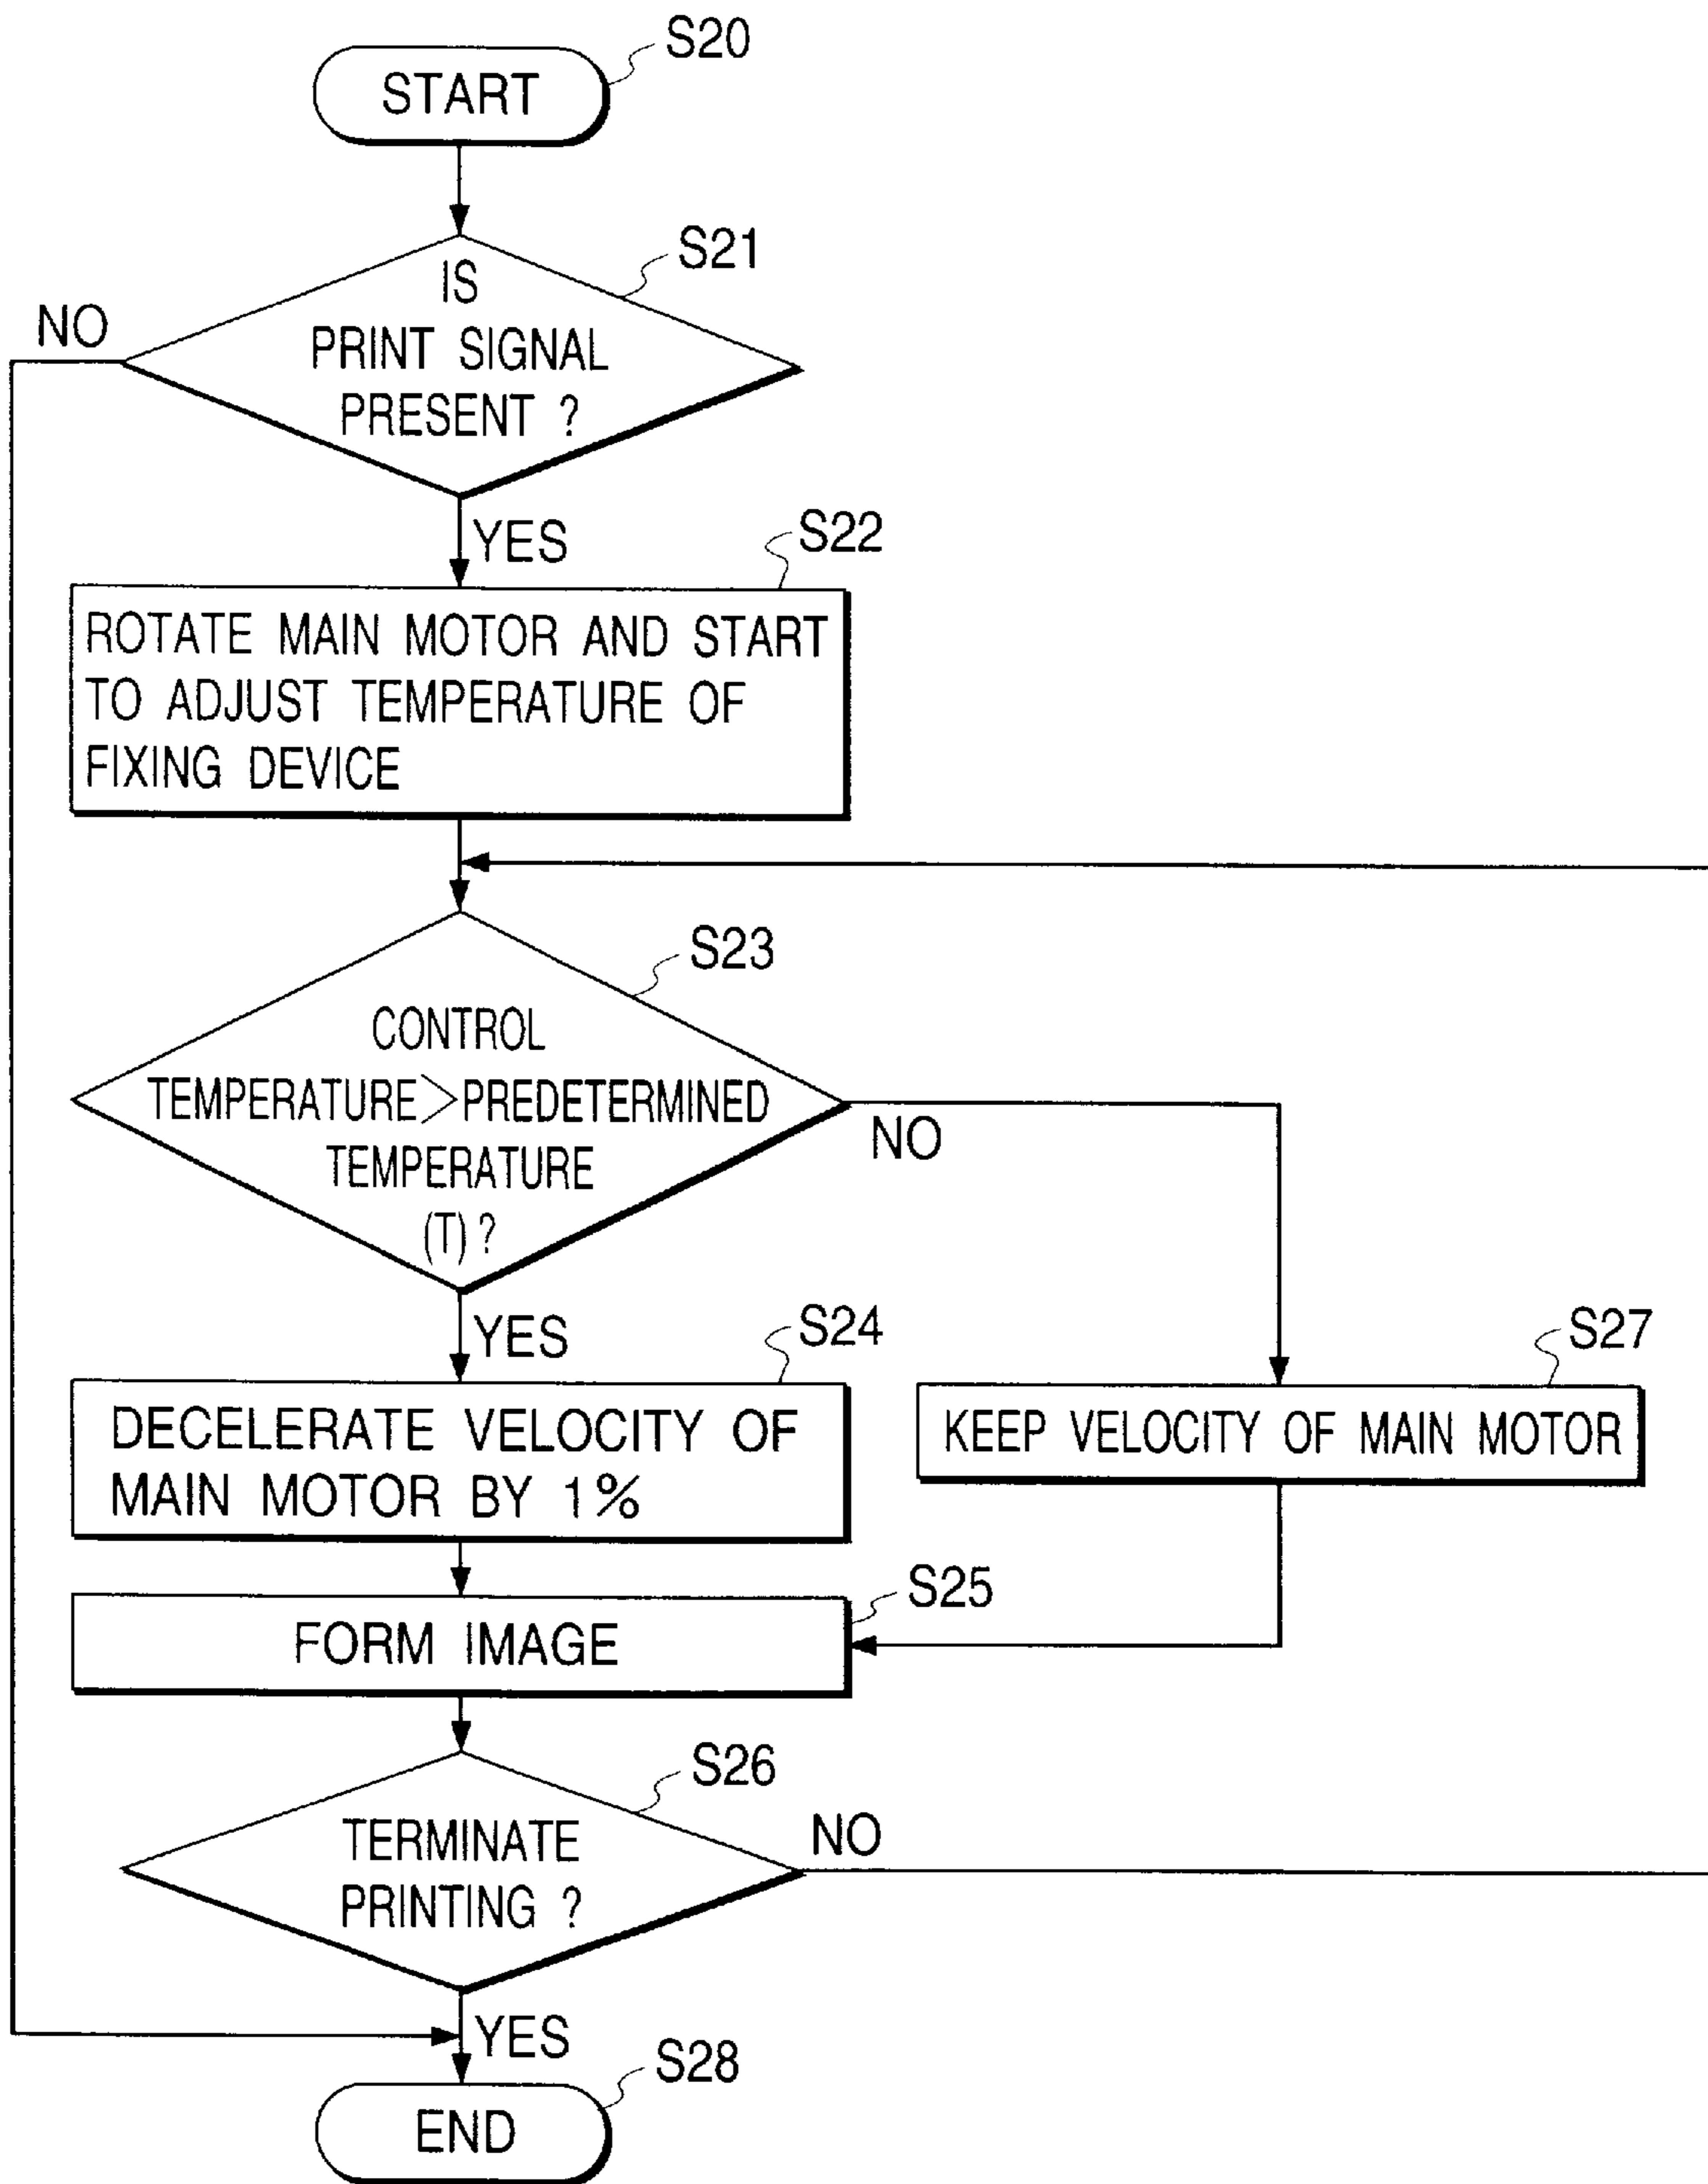 START
S20
IS
PRINT SIGNAL
PRESENT ?
S21
NO
YES
S22
ROTATE MAIN MOTOR AND START
TO ADJUST TEMPERATURE OF
FIXING DEVICE
S23
CONTROL
TEMPERATURE>PREDETERMINED
TEMPERATURE
(T) ?
NO
YES
S24
DECELERATE VELOCITY OF
MAIN MOTOR BY 1%
S27
KEEP VELOCITY OF MAIN MOTOR
S25
FORM IMAGE
S26
TERMINATE
PRINTING ?
NO
YES
S28
END